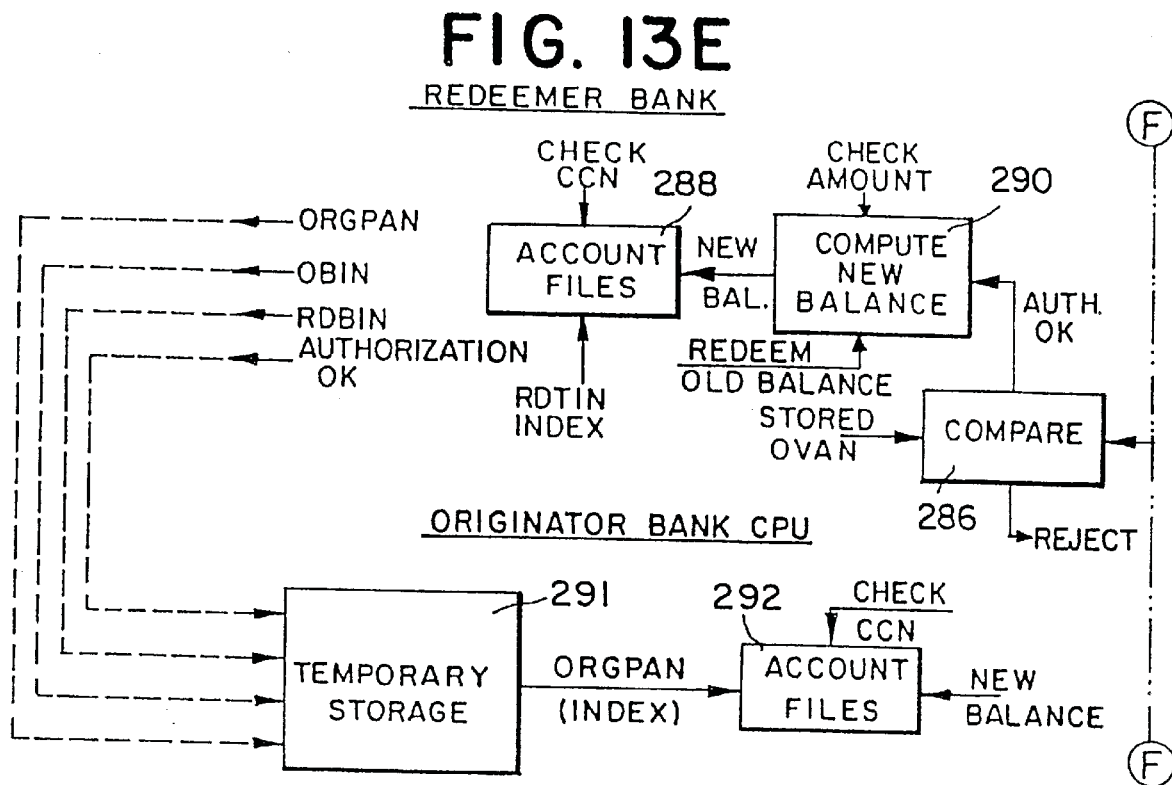 FIG. 13E
REDEEMER BANK
F
CHECK
CCN
288
CHECK
AMOUNT
290
ORGPAN
OBIN
RDBIN
AUTHORIZATION
OK
ACCOUNT
FILES
NEW
BAL.
COMPUTE
NEW
BALANCE
AUTH.
OK
RDTIN
INDEX
REDEEM
OLD BALANCE
STORED
OVAN
COMPARE
286
REJECT
ORIGINATOR BANK CPU
291
TEMPORARY
STORAGE
ORGPAN
(INDEX)
292
CHECK
CCN
ACCOUNT
FILES
NEW
BALANCE
F